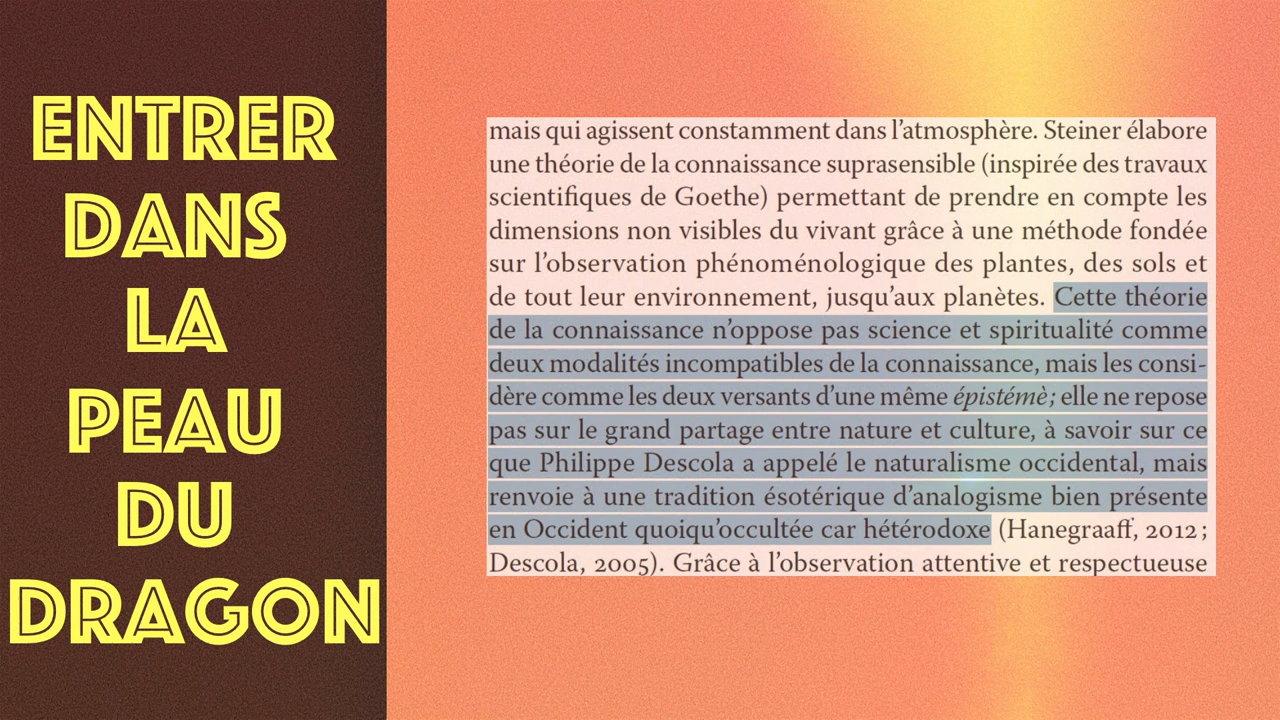 ENTRER
DANS
LA
PEAU
DU
DRAGON
mais qui agissent constamment dans l’atmosphère. Steiner élabore
une théorie de la connaissance suprasensible (inspirée des travaux
scientifiques de Goethe) permettant de prendre en compte les
dimensions non visibles du vivant grâce à une méthode fondée
sur l’observation phénoménologique des plantes, des sols et
de tout leur environnement, jusqu’aux planètes. Cette théorie
de la connaissance n’oppose pas science et spiritualité comme
deux modalités incompatibles de la connaissance, mais les consi-
dère comme les deux versants d’une même épistémè; elle ne repose
pas sur le grand partage entre nature et culture, à savoir sur ce
que Philippe Descola a appelé le naturalisme occidental, mais
renvoie à une tradition ésotérique d’analogisme bien présente
en Occident quoiqu’occultée car hétérodoxe (Hanegraaff, 2012 ;
Descola, 2005). Grâce à l’observation attentive et respectueuse